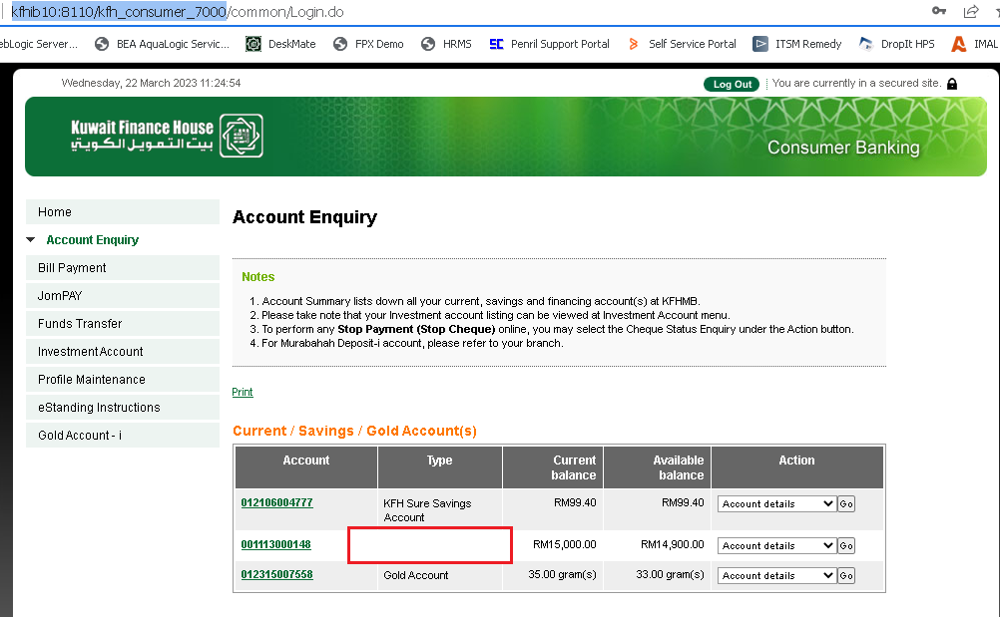 kfhib10:8110/kfh_consumer_7000/common/Login.do
ebLogic Server... BEA AquaLogic Servic... DeskMate FPX Demo HRMS SC Penril Support Portal Self Service Portal ITSM Remedy DropIt HPS IMAL
Wednesday, 22 March 2023 11:24:54
Log Out You are currently in a secured site.
Kuwait Finance House
بيت التمويل الكويتي
Consumer Banking
Home
Account Enquiry
Bill Payment
JomPAY
Funds Transfer
Investment Account
Profile Maintenance
eStanding Instructions
Gold Account - i
Account Enquiry
Notes
1. Account Summary lists down all your current, savings and financing account(s) at KFHMB.
2. Please take note that your Investment account listing can be viewed at Investment Account menu.
3. To perform any Stop Payment (Stop Cheque) online, you may select the Cheque Status Enquiry under the Action button.
4. For Murabahah Deposit-i account, please refer to your branch.
Print
Current / Savings / Gold Account(s)
Account Type Current balance Available balance Action
012106004777 KFH Sure Savings Account RM99.40 RM99.40 Account details Go
001113000148 RM15,000.00 RM14,900.00 Account details Go
012315007558 Gold Account 35.00 gram(s) 33.00 gram(s) Account details Go